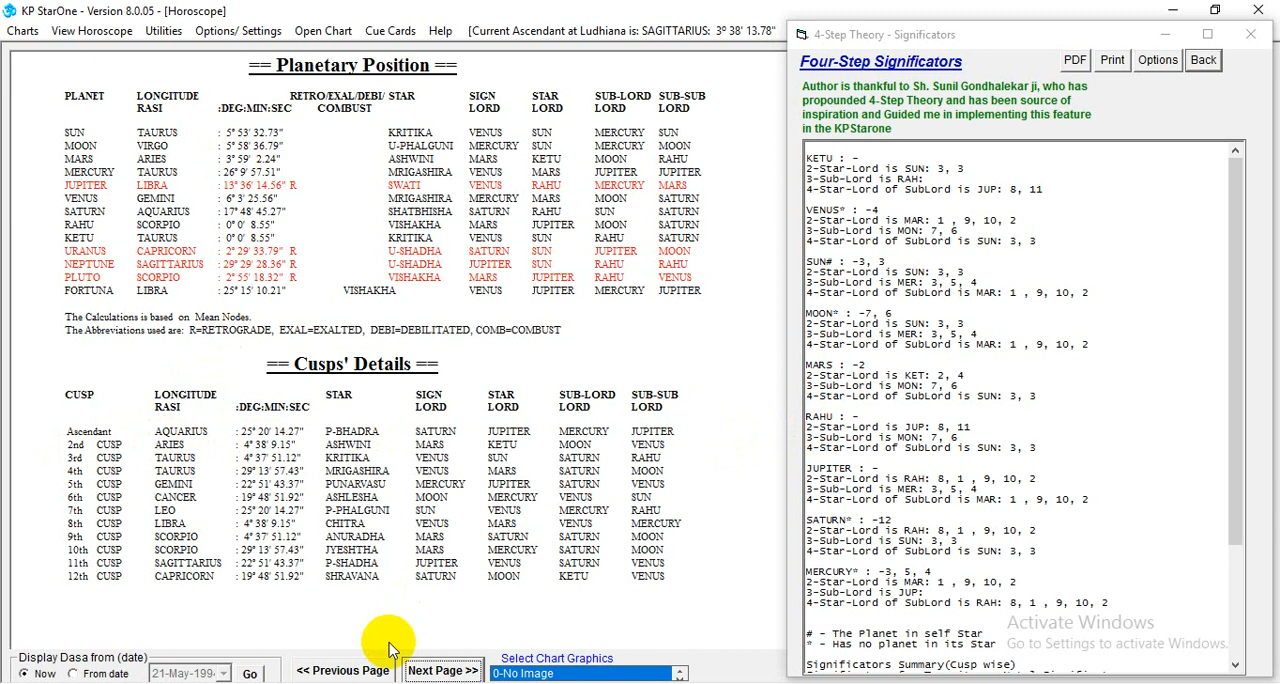 KP StarOne - Version 8.0.05 - [Horoscope]
Charts View Horoscope Utilities Options/ Settings Open Chart Cue Cards Help [Current Ascendant at Ludhiana is: SAGITTARIUS: 3° 38' 13.78"
== Planetary Position ==
PLANET LONGITUDE RETRO/EXAL/DEBI/ STAR SIGN STAR SUB-LORD SUB-SUB
RASI :DEG:MIN:SEC COMBUST LORD LORD LORD
SUN TAURUS : 5° 53' 32.73" KRITIKA VENUS SUN MERCURY SUN
MOON VIRGO : 5° 58' 36.79" U-PHALGUNI MERCURY SUN MERCURY MOON
MARS ARIES : 3° 59' 2.24" ASHWINI MARS KETU MOON RAHU
MERCURY TAURUS : 26° 9' 57.51" MRIGASHIRA VENUS MARS JUPITER JUPITER
JUPITER LIBRA : 13° 36' 14.56" R SWATI VENUS RAHU MERCURY MARS
VENUS GEMINI : 6° 3' 25.56" MRIGASHIRA MERCURY MARS MOON SATURN
SATURN AQUARIUS : 17° 48' 45.27" SHATBHISHA SATURN RAHU SUN SATURN
RAHU SCORPIO : 0° 0' 8.55" VISHAKHA MARS JUPITER MOON SATURN
KETU TAURUS : 0° 0' 8.55" KRITIKA VENUS SUN RAHU SATURN
URANUS CAPRICORN : 2° 29' 33.79" R U-SHADHA SATURN SUN JUPITER MOON
NEPTUNE SAGITTARIUS : 29° 29' 28.36" R U-SHADHA JUPITER SUN RAHU RAHU
PLUTO SCORPIO : 2° 55' 18.32" R VISHAKHA MARS JUPITER RAHU VENUS
FORTUNA LIBRA : 25° 15' 10.21" VISHAKHA VENUS JUPITER MERCURY JUPITER
The Calculations is based on Mean Nodes.
The Abbreviations used are: R=RETROGRADE, EXAL=EXALTED, DEBI=DEBILITATED, COMB=COMBUST
== Cusps' Details ==
CUSP LONGITUDE STAR SIGN STAR SUB-LORD SUB-SUB
RASI :DEG:MIN:SEC LORD LORD LORD LORD
Ascendant AQUARIUS : 25° 20' 14.27" P-BHADRA SATURN JUPITER MERCURY JUPITER
2nd CUSP ARIES : 4° 38' 9.15" ASHWINI MARS KETU MOON VENUS
3rd CUSP TAURUS : 4° 37' 51.12" KRITIKA VENUS SUN SATURN RAHU
4th CUSP TAURUS : 29° 13' 57.43" MRIGASHIRA VENUS MARS SATURN MOON
5th CUSP GEMINI : 22° 51' 43.37" PUNARVASU MERCURY JUPITER SATURN VENUS
6th CUSP CANCER : 19° 48' 51.92" ASHLESHA MOON MERCURY VENUS SUN
7th CUSP LEO : 25° 20' 14.27" P-PHALGUNI SUN VENUS MERCURY RAHU
8th CUSP LIBRA : 4° 38' 9.15" CHITRA VENUS MARS VENUS MERCURY
9th CUSP SCORPIO : 4° 37' 51.12" ANURADHA MARS SATURN SATURN MOON
10th CUSP SCORPIO : 29° 13' 57.43" JYESHTHA MARS MERCURY SATURN MOON
11th CUSP SAGITTARIUS : 22° 51' 43.37" P-SHADHA JUPITER VENUS SATURN VENUS
12th CUSP CAPRICORN : 19° 48' 51.92" SHRAVANA SATURN MOON KETU VENUS
Display Dasa from (date)
Now From date 21-May-199 Go << Previous Page Next Page >>
Select Chart Graphics
0-No Image
4-Step Theory - Significators
Four-Step Significators PDF Print Options Back
Author is thankful to Sh. Sunil Gondhalekar ji, who has
propounded 4-Step Theory and has been source of
inspiration and Guided me in implementing this feature
in the KPStarone
KETU : -
2-Star-Lord is SUN: 3, 3
3-Sub-Lord is RAH:
4-Star-Lord of SubLord is JUP: 8, 11
VENUS* : -4
2-Star-Lord is MAR: 1 , 9, 10, 2
3-Sub-Lord is MON: 7, 6
4-Star-Lord of SubLord is SUN: 3, 3
SUN# : -3, 3
2-Star-Lord is SUN: 3, 3
3-Sub-Lord is MER: 3, 5, 4
4-Star-Lord of SubLord is MAR: 1 , 9, 10, 2
MOON* : -7, 6
2-Star-Lord is SUN: 3, 3
3-Sub-Lord is MER: 3, 5, 4
4-Star-Lord of SubLord is MAR: 1 , 9, 10, 2
MARS : -2
2-Star-Lord is KET: 2, 4
3-Sub-Lord is MON: 7, 6
4-Star-Lord of SubLord is SUN: 3, 3
RAHU : -
2-Star-Lord is JUP: 8, 11
3-Sub-Lord is MON: 7, 6
4-Star-Lord of SubLord is SUN: 3, 3
JUPITER : -
2-Star-Lord is RAH: 8, 1 , 9, 10, 2
3-Sub-Lord is MER: 3, 5, 4
4-Star-Lord of SubLord is MAR: 1 , 9, 10, 2
SATURN* : -12
2-Star-Lord is RAH: 8, 1 , 9, 10, 2
3-Sub-Lord is SUN: 3, 3
4-Star-Lord of SubLord is SUN: 3, 3
MERCURY* : -3, 5, 4
2-Star-Lord is MAR: 1 , 9, 10, 2
3-Sub-Lord is JUP:
4-Star-Lord of SubLord is RAH: 8, 1 , 9, 10, 2
# - The Planet in self Star
* - Has no planet in its Star
Significators Summary(Cusp wise)
Activate Windows
Go to Settings to activate Windows.